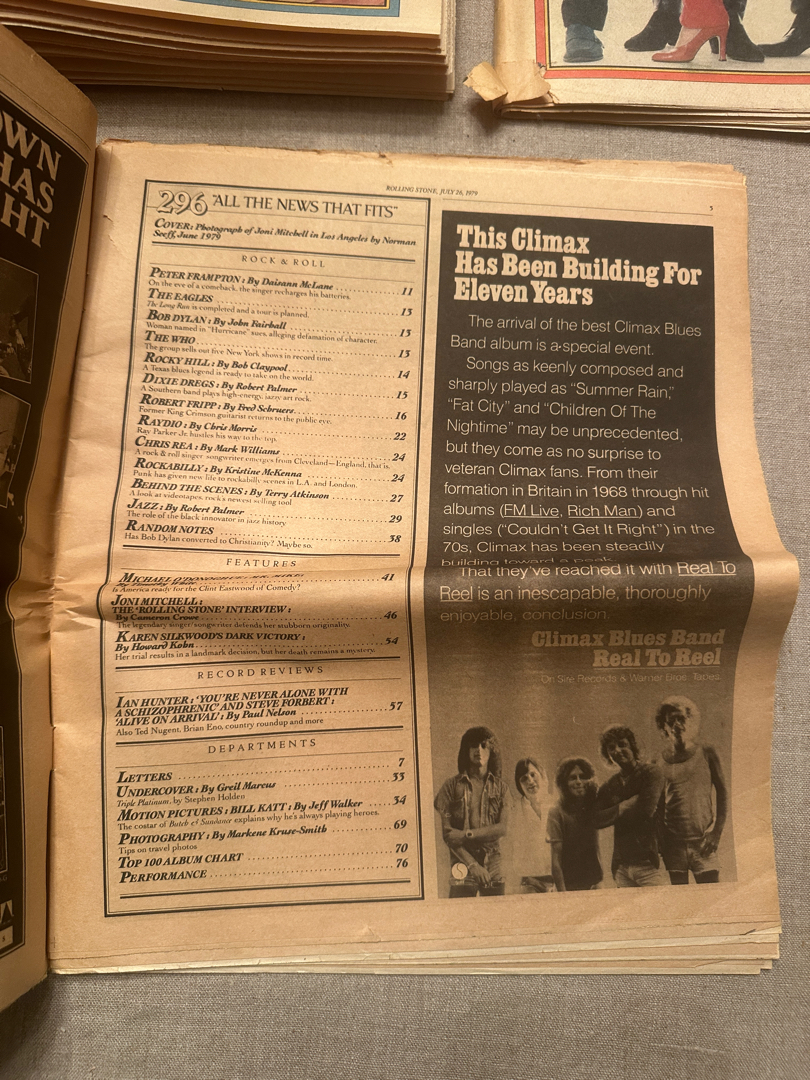 OWN
HAS
HT
ROLLING STONE, JULY 26, 1979
5
296 "ALL THE NEWS THAT FITS"
COVER: Photograph of Joni Mitchell in Los Angeles by Norman
Seeff, June 1979
ROCK & ROLL
PETER FRAMPTON: By Daisann McLane 11
On the eve of a comeback, the singer recharges his batteries.
THE EAGLES 13
The Long Run is completed and a tour is planned.
BOB DYLAN: By John Fairhall 13
Woman named in "Hurricane" sues, alleging defamation of character.
THE WHO 13
The group sells out five New York shows in record time.
ROCKY HILL: By Bob Claypool 14
A Texas blues legend is ready to take on the world.
DIXIE DREGS: By Robert Palmer 15
A Southern band plays high-energy, jazzy art rock.
ROBERT FRIPP: By Fred Schruers 16
Former King Crimson guitarist returns to the public eye.
RAYDIO: By Chris Morris 22
Ray Parker Jr. hustles his way to the top.
CHRIS REA: By Mark Williams 24
A rock & roll singer/songwriter emerges from Cleveland—England, that is.
ROCKABILLY: By Kristine McKenna 24
Punk has given new life to rockabilly scenes in L.A. and London.
BEHIND THE SCENES: By Terry Atkinson 27
A look at videotapes, rock's newest selling tool
JAZZ: By Robert Palmer 29
The role of the black innovator in jazz history
RANDOM NOTES 38
Has Bob Dylan converted to Christianity? Maybe so.
FEATURES
MICHAEL O'DONOGHUE 41
Is America ready for the Clint Eastwood of Comedy?
JONI MITCHELL:
THE 'ROLLING STONE' INTERVIEW:
By Cameron Crowe 46
The legendary singer/songwriter defends her stubborn originality.
KAREN SILKWOOD'S DARK VICTORY:
By Howard Kohn 54
Her trial results in a landmark decision, but her death remains a mystery.
RECORD REVIEWS
IAN HUNTER: 'YOU'RE NEVER ALONE WITH
A SCHIZOPHRENIC' AND STEVE FORBERT:
'ALIVE ON ARRIVAL': By Paul Nelson 57
Also Ted Nugent, Brian Eno, country roundup and more
DEPARTMENTS
LETTERS 7
UNDERCOVER: By Greil Marcus 33
Triple Platinum, by Stephen Holden
MOTION PICTURES: BILL KATT: By Jeff Walker 34
The costar of Butch & Sundance explains why he's always playing heroes.
PHOTOGRAPHY: By Markene Kruse-Smith 69
Tips on travel photos
TOP 100 ALBUM CHART 70
PERFORMANCE 76
This Climax
Has Been Building For
Eleven Years
The arrival of the best Climax Blues
Band album is a special event.
Songs as keenly composed and
sharply played as "Summer Rain,"
"Fat City" and "Children Of The
Nightime" may be unprecedented,
but they come as no surprise to
veteran Climax fans. From their
formation in Britain in 1968 through hit
albums (FM Live, Rich Man) and
singles ("Couldn't Get It Right") in the
70s, Climax has been steadily
building toward a peak.
That they've reached it with Real To
Reel is an inescapable, thoroughly
enjoyable, conclusion.
Climax Blues Band
Real To Reel
On Sire Records & Warner Bros. Tapes.